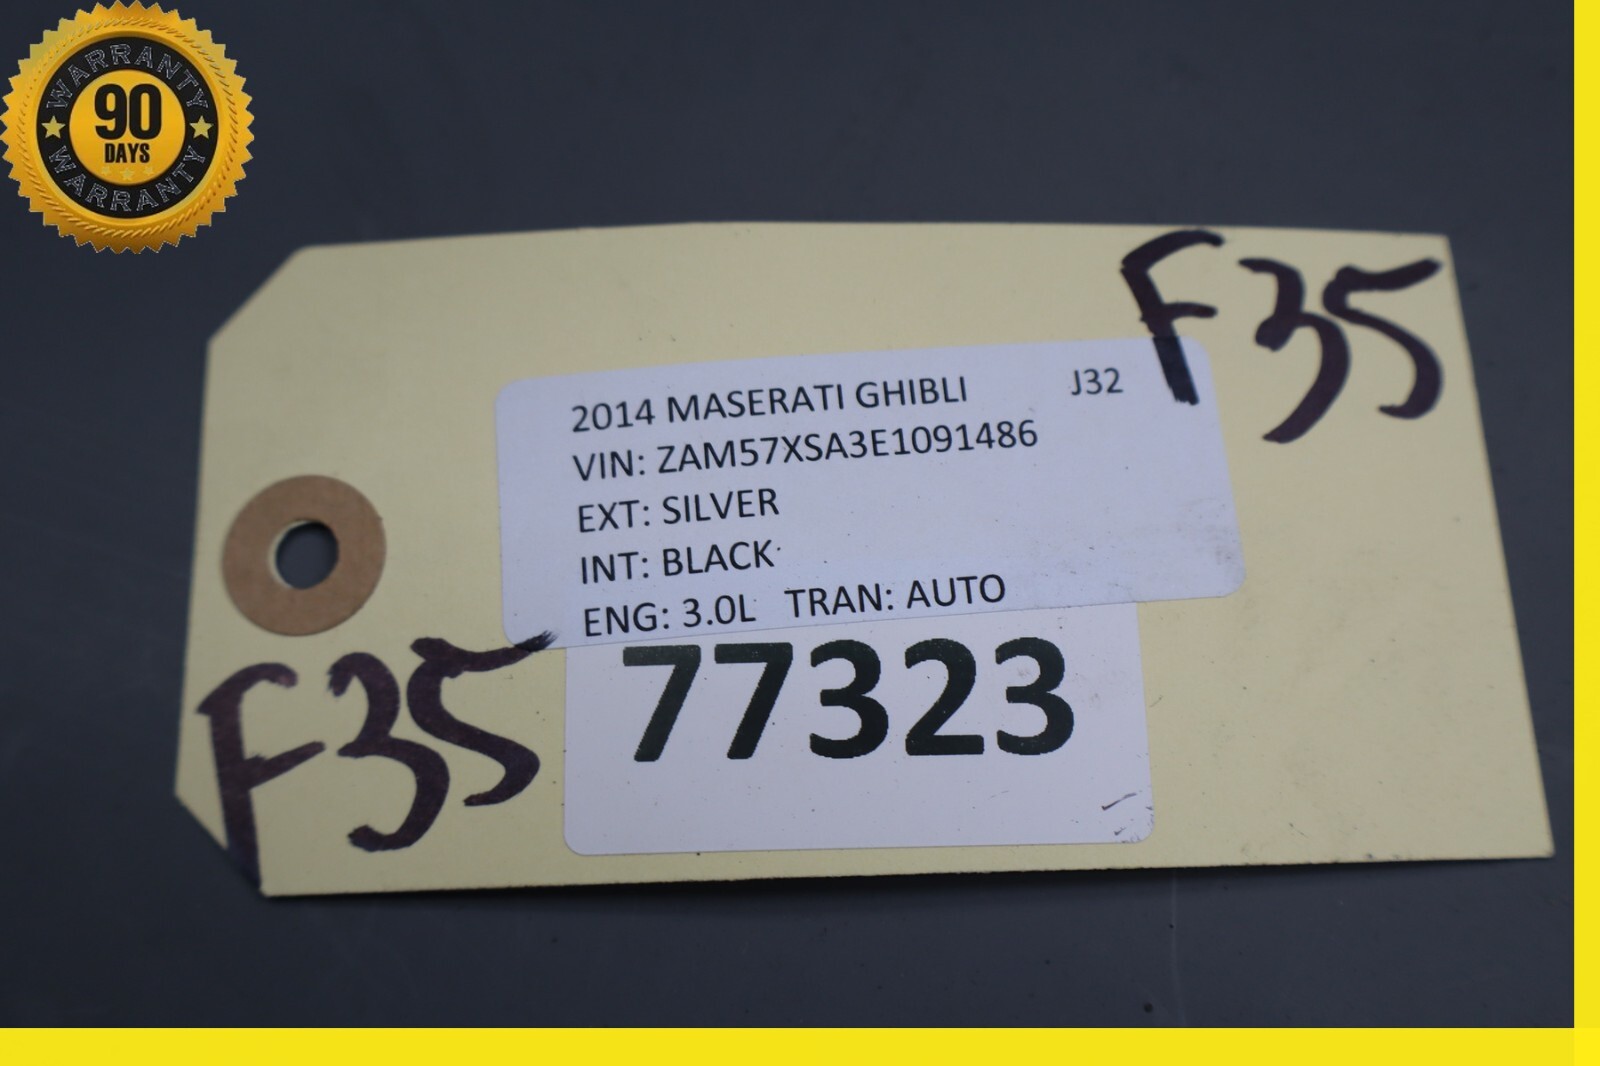 WARRANTY
90
DAYS
WARRANTY
F35
2014 MASERATI GHIBLI J32
VIN: ZAM57XSA3E1091486
EXT: SILVER
INT: BLACK
ENG: 3.0L TRAN: AUTO
77323
F35